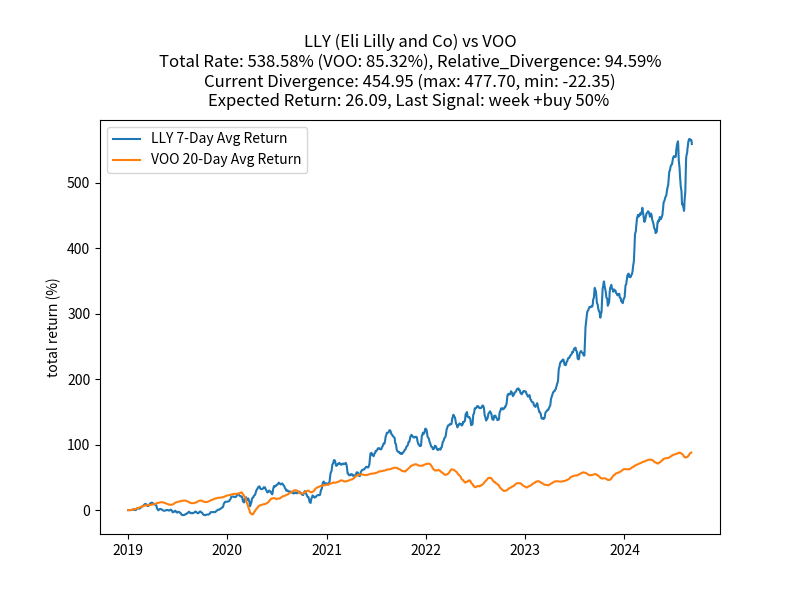 LLY (Eli Lilly and Co) vs VOO
Total Rate: 538.58% (VOO: 85.32%), Relative_Divergence: 94.59%
Current Divergence: 454.95 (max: 477.70, min: -22.35)
Expected Return: 26.09, Last Signal: week +buy 50%
LLY 7-Day Avg Return
VOO 20-Day Avg Return
total return (%)
500
400
300
200
100
0
2019 2020 2021 2022 2023 2024